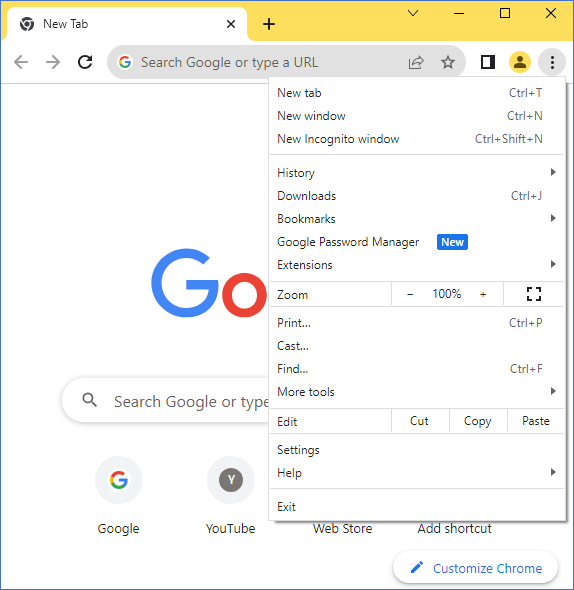 New Tab
Search Google or type a URL
New tab Ctrl+T
New window Ctrl+N
New Incognito window Ctrl+Shift+N
History
Downloads Ctrl+J
Bookmarks
Google Password Manager New
Extensions
Zoom − 100% +
Print... Ctrl+P
Cast...
Find... Ctrl+F
More tools
Edit Cut Copy Paste
Settings
Help
Exit
Go
Search Google or type
G Y
Google YouTube Web Store Add shortcut
Customize Chrome